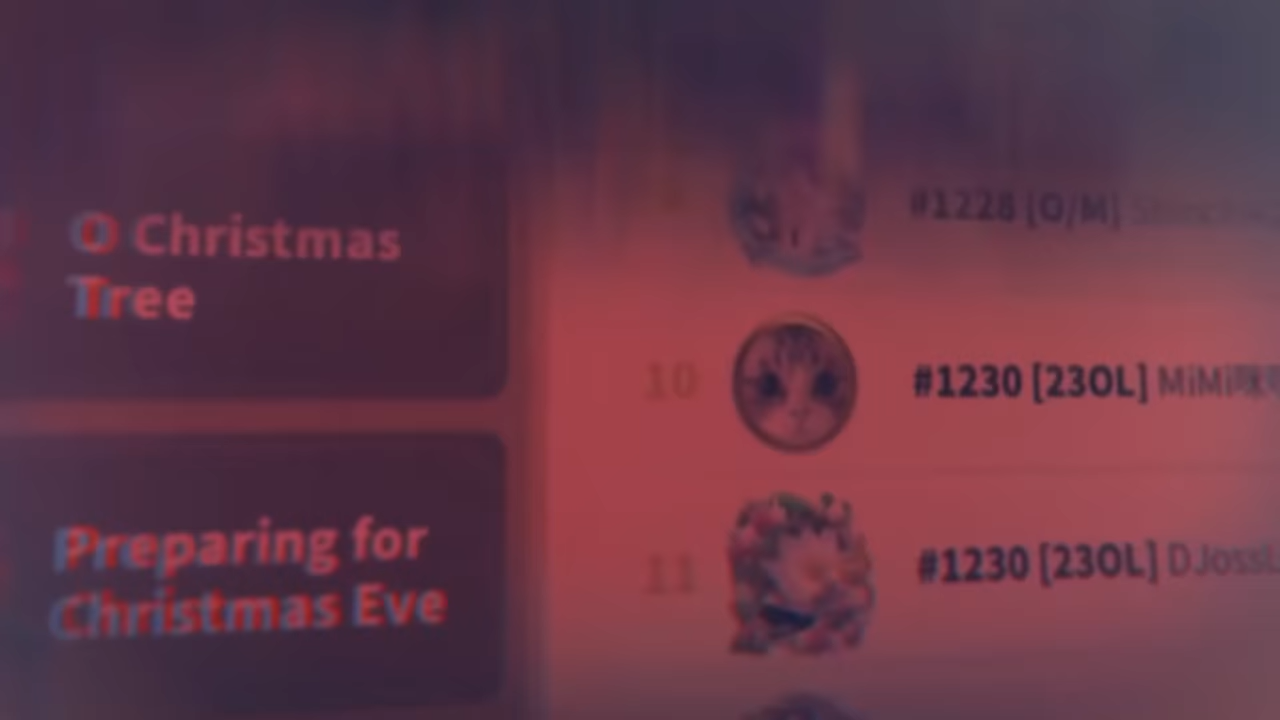 O Christmas
Tree
Preparing for
Christmas Eve
#1228 [O/M]
10
#1230 [23OL]
11
#1230 [23OL]